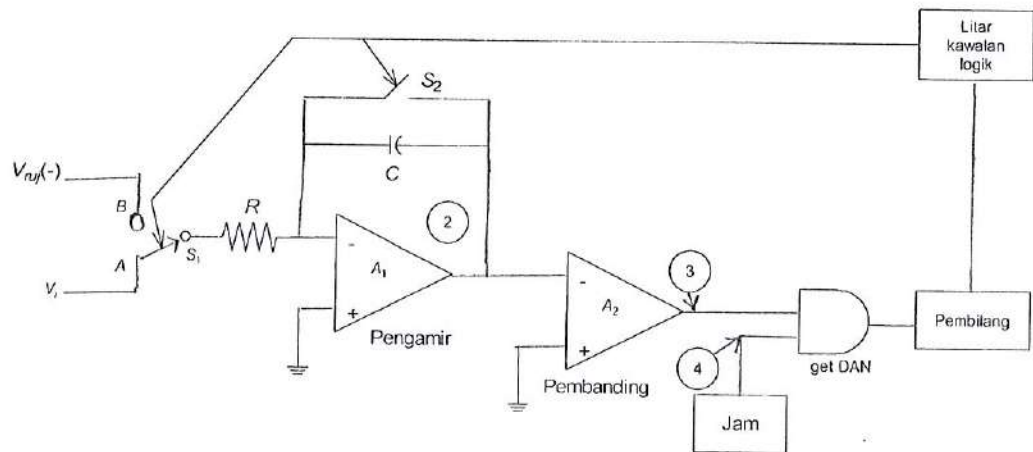 Litar
kawalan
logik
S2
C
Vruj(-)
B
R
2
A
S1
Vi
-
A1
+
Pengamir
3
-
A2
+
Pembanding
4
get DAN
Pembilang
Jam